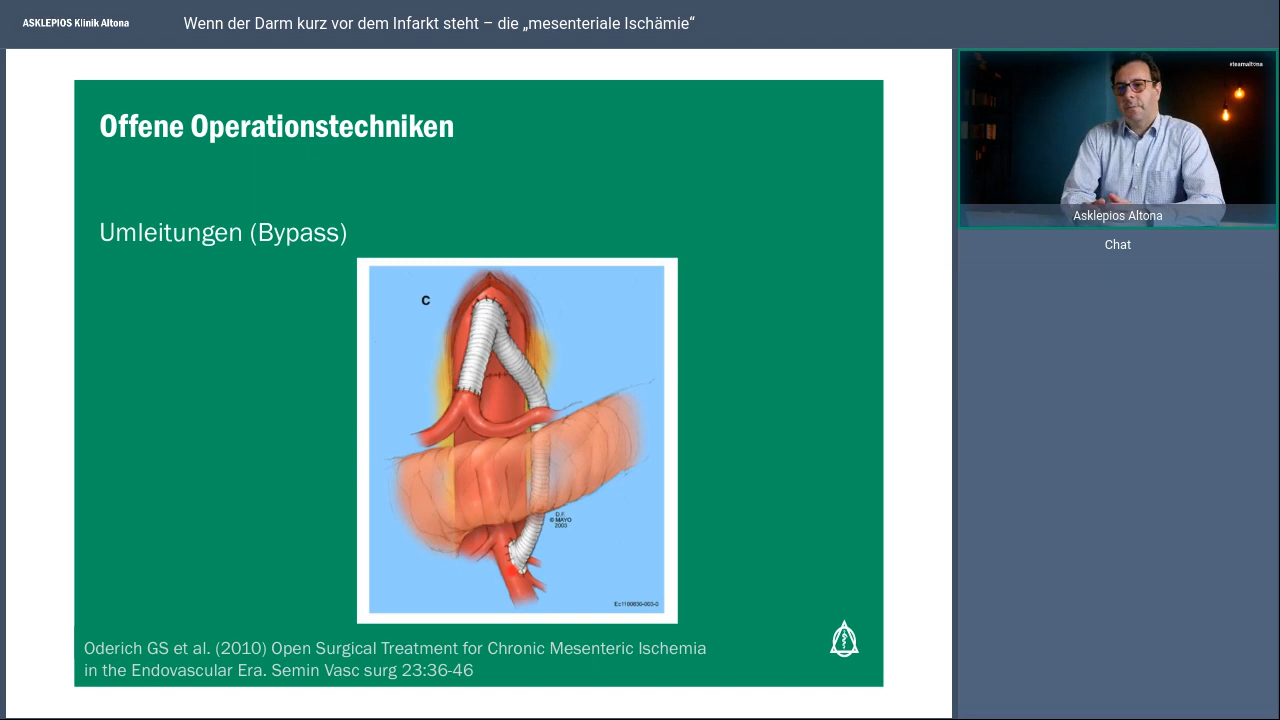 ASKLEPIOS Klinik Altona
Wenn der Darm kurz vor dem Infarkt steht – die „mesenteriale Ischämie“
#teamaltona
Asklepios Altona
Chat
Offene Operationstechniken
Umleitungen (Bypass)
C
D.F.
© MAYO
2003
Oderich GS et al. (2010) Open Surgical Treatment for Chronic Mesenteric Ischemia
in the Endovascular Era. Semin Vasc surg 23:36-46